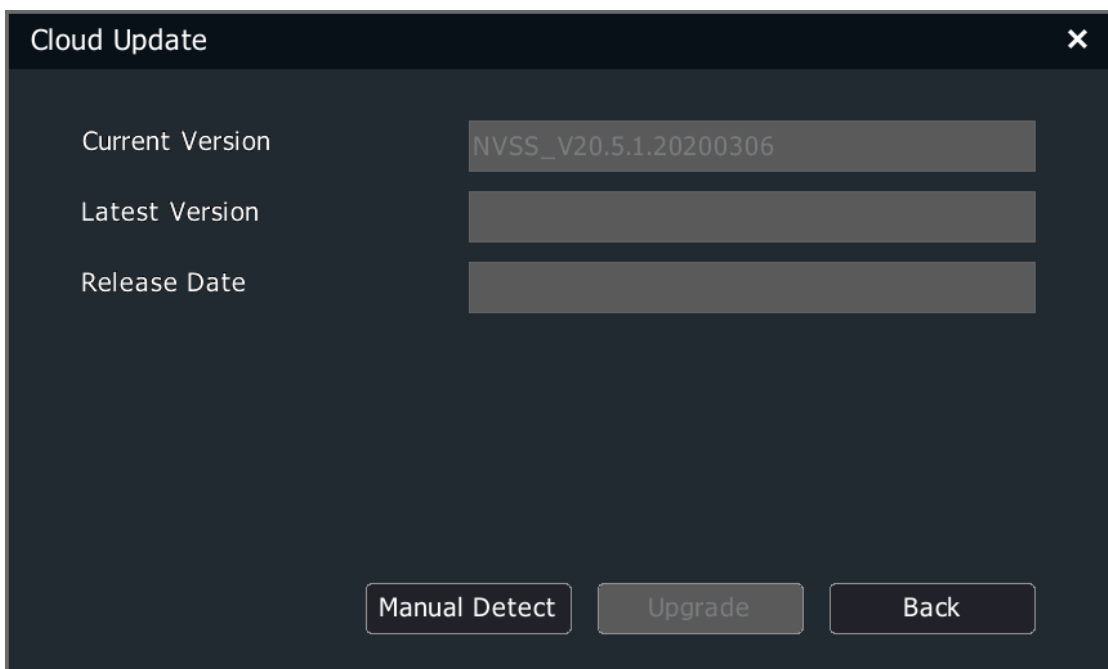 Cloud Update ×
Current Version NVSS_V20.5.1.20200306
Latest Version
Release Date
Manual Detect Upgrade Back